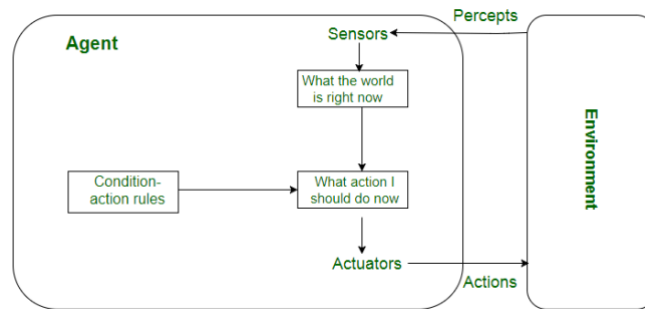 Percepts
Sensors
Agent
What the world
is right now
Environment
Condition-
action rules
What action I
should do now
Actuators
Actions